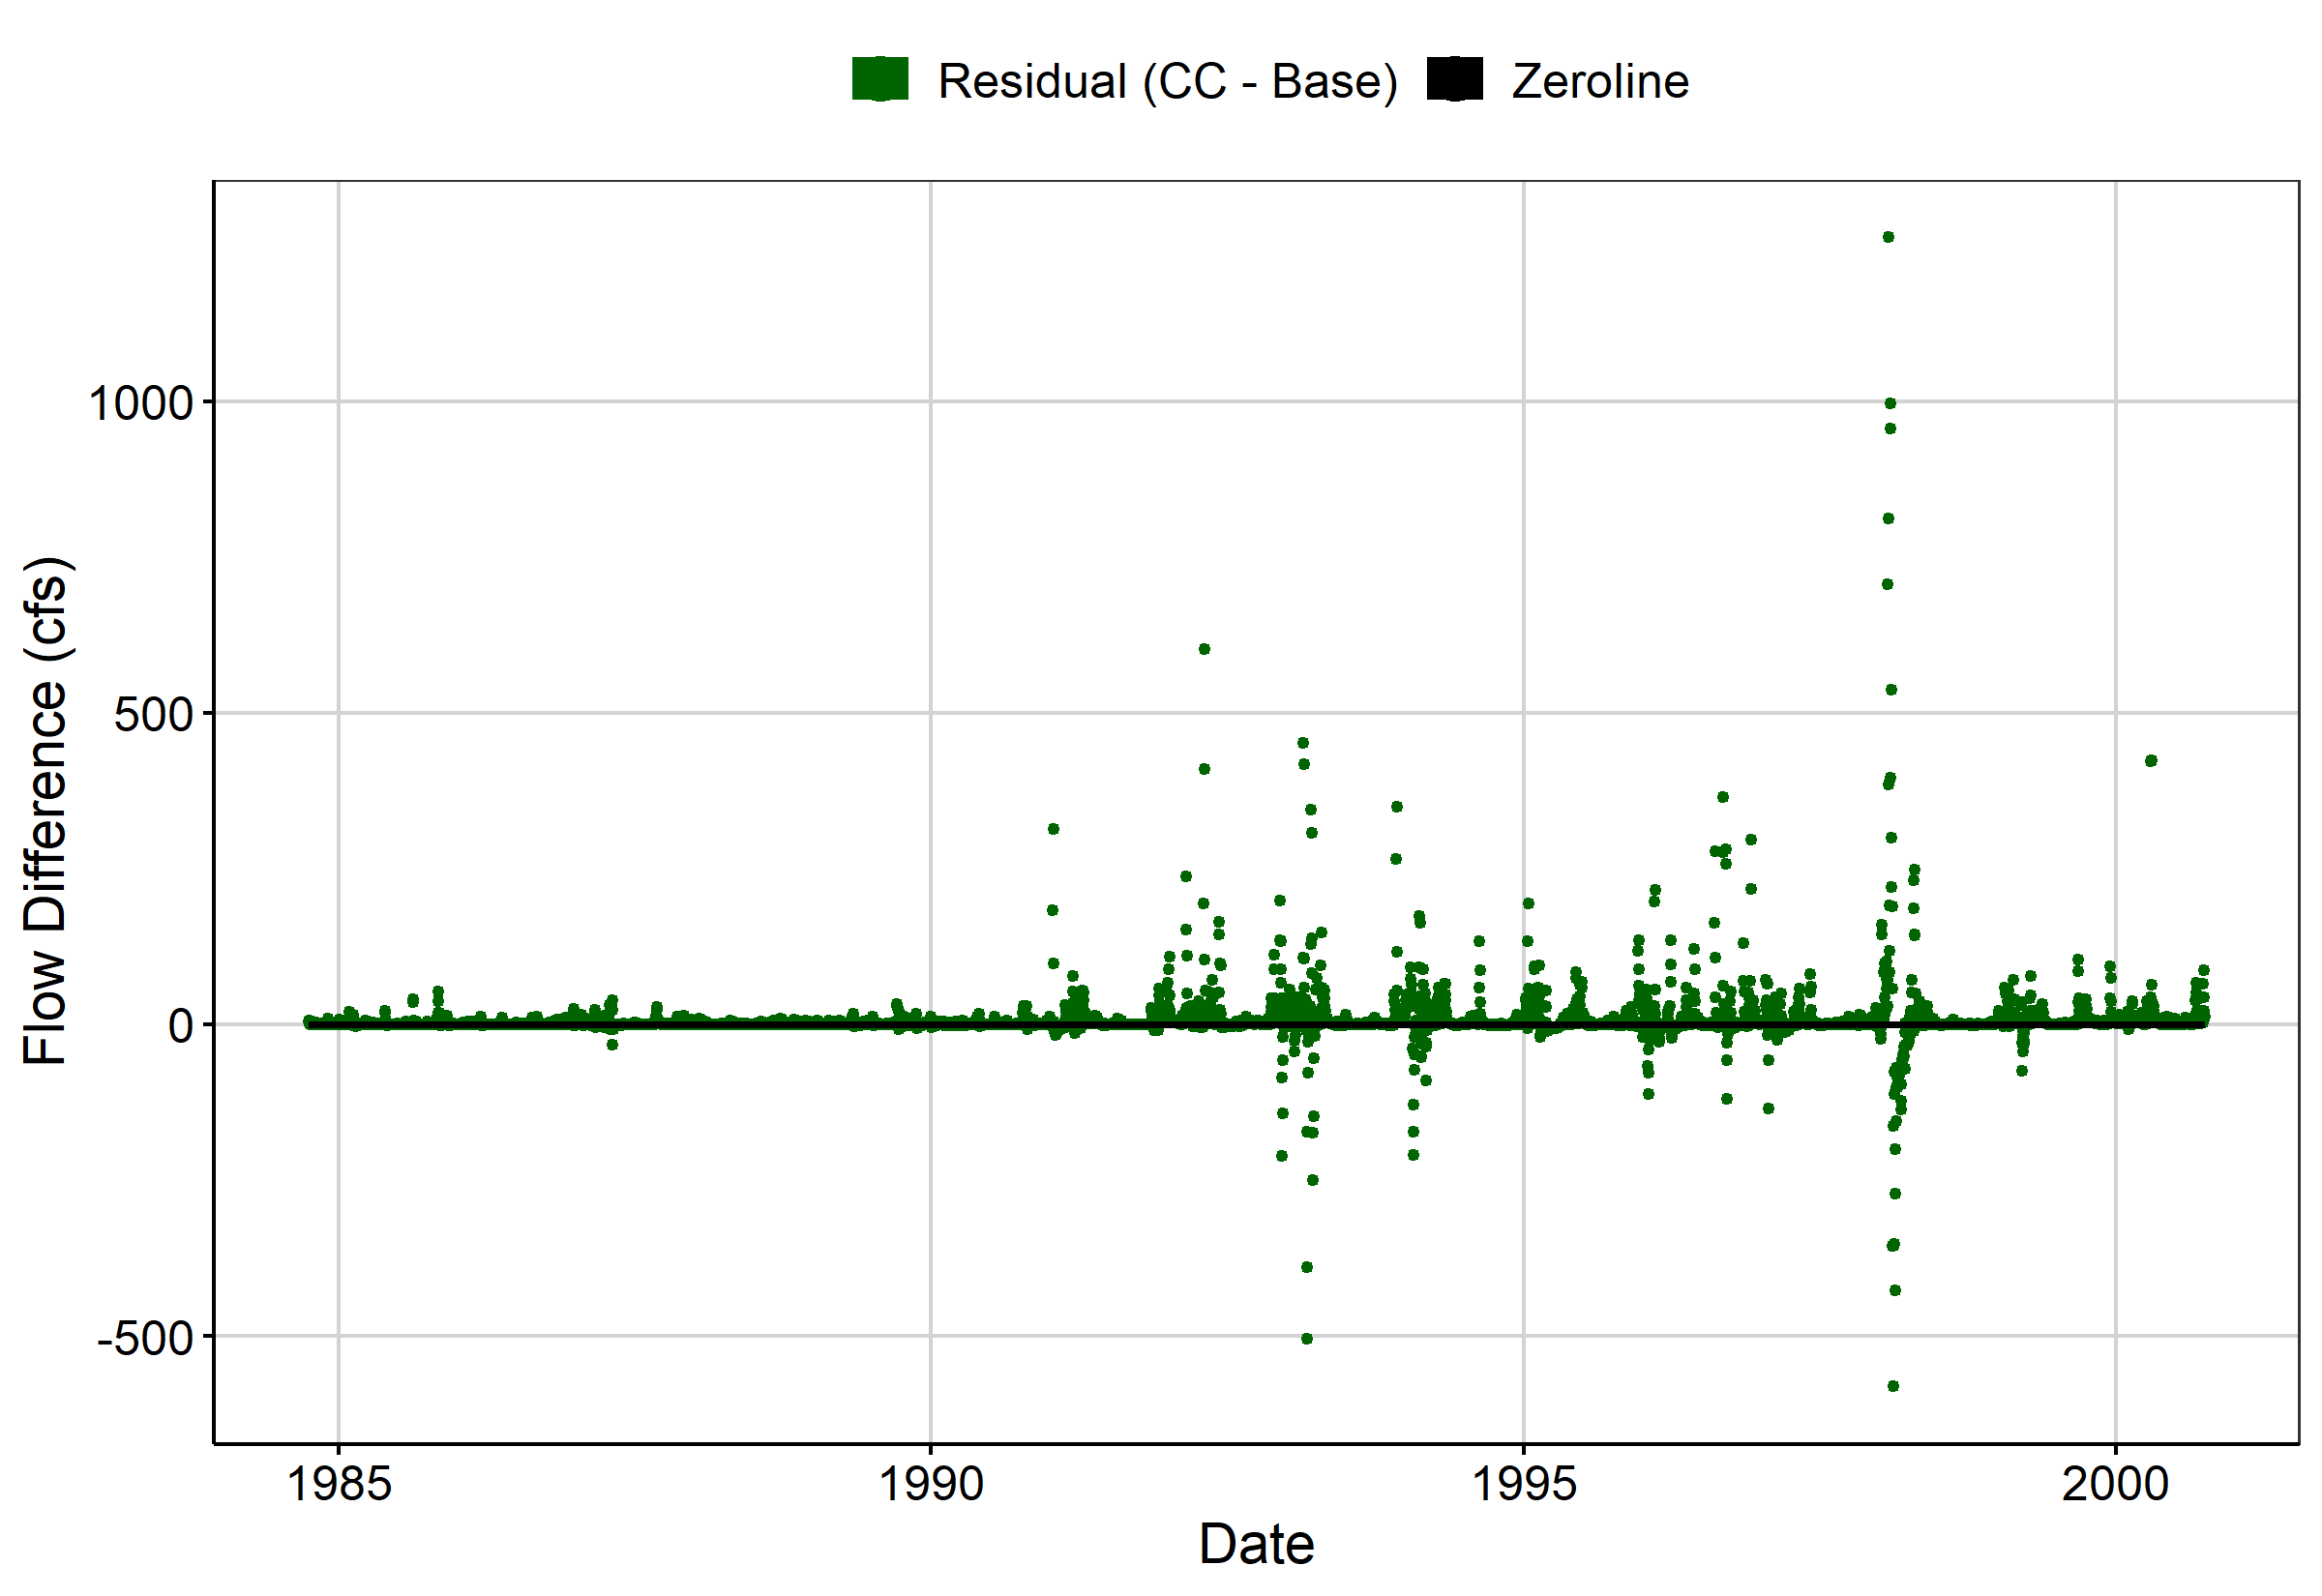 Residual (CC - Base) Zeroline
1000
500
0
-500
Flow Difference (cfs)
1985 1990 1995 2000
Date